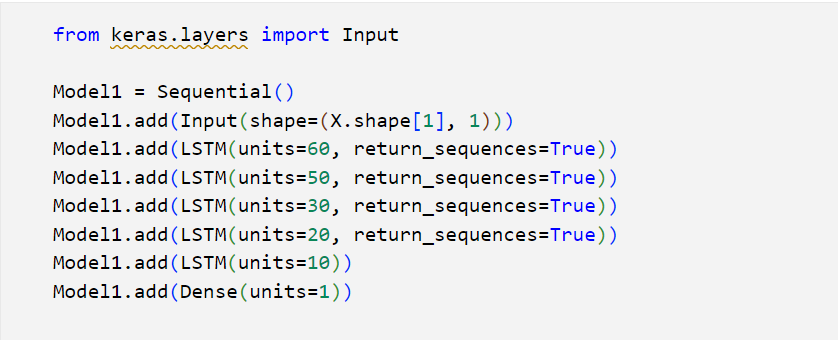 from keras.layers import Input
Model1 = Sequential()
Model1.add(Input(shape=(X.shape[1], 1)))
Model1.add(LSTM(units=60, return_sequences=True))
Model1.add(LSTM(units=50, return_sequences=True))
Model1.add(LSTM(units=30, return_sequences=True))
Model1.add(LSTM(units=20, return_sequences=True))
Model1.add(LSTM(units=10))
Model1.add(Dense(units=1))